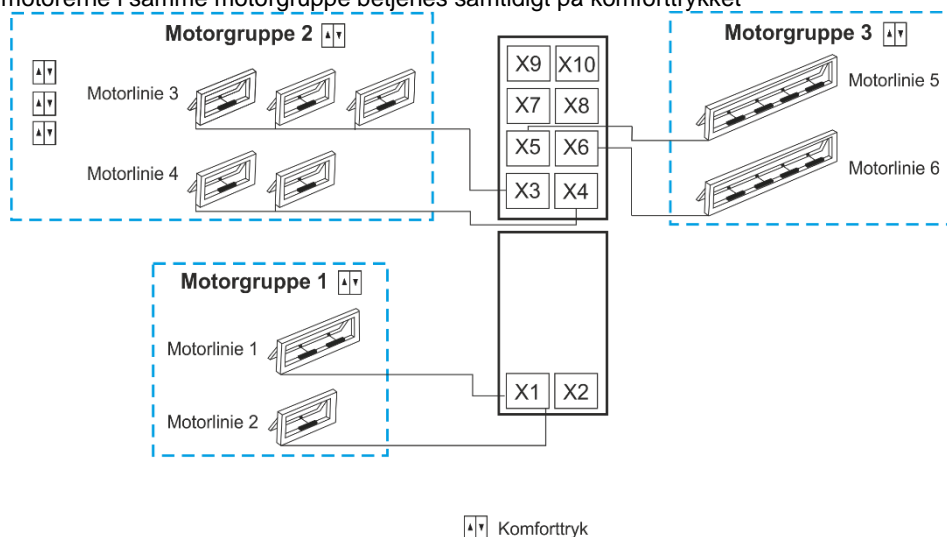 motorerne i samme motorgruppe betjenes samtidigt på komforttrykket
Motorgruppe 2
Motorlinie 3
Motorlinie 4
X9 X10
X7 X8
X5 X6
X3 X4
Motorgruppe 3
Motorlinie 5
Motorlinie 6
Motorgruppe 1
Motorlinie 1
Motorlinie 2
X1 X2
Komforttryk